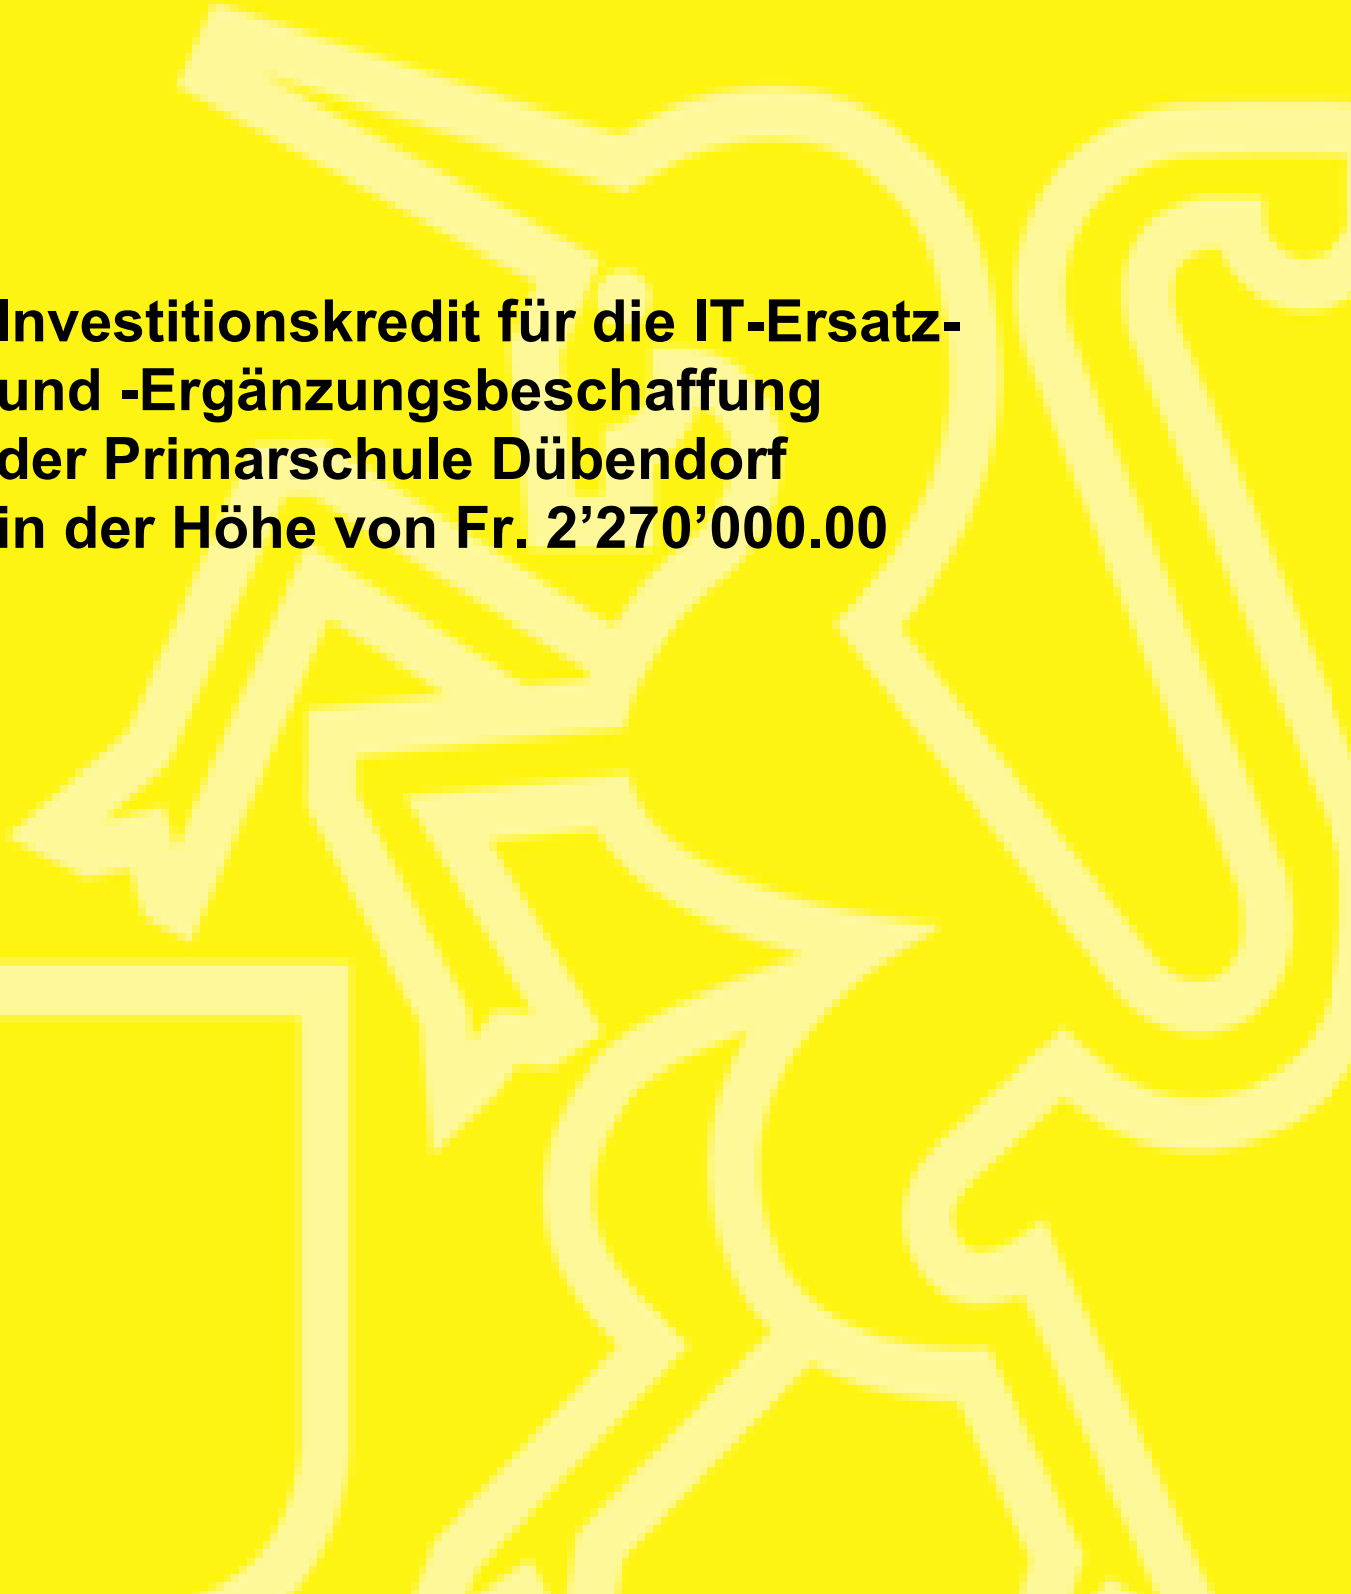 Investitionskredit für die IT-Ersatz-
und -Ergänzungsbeschaffung
der Primarschule Dübendorf
in der Höhe von Fr. 2’270’000.00